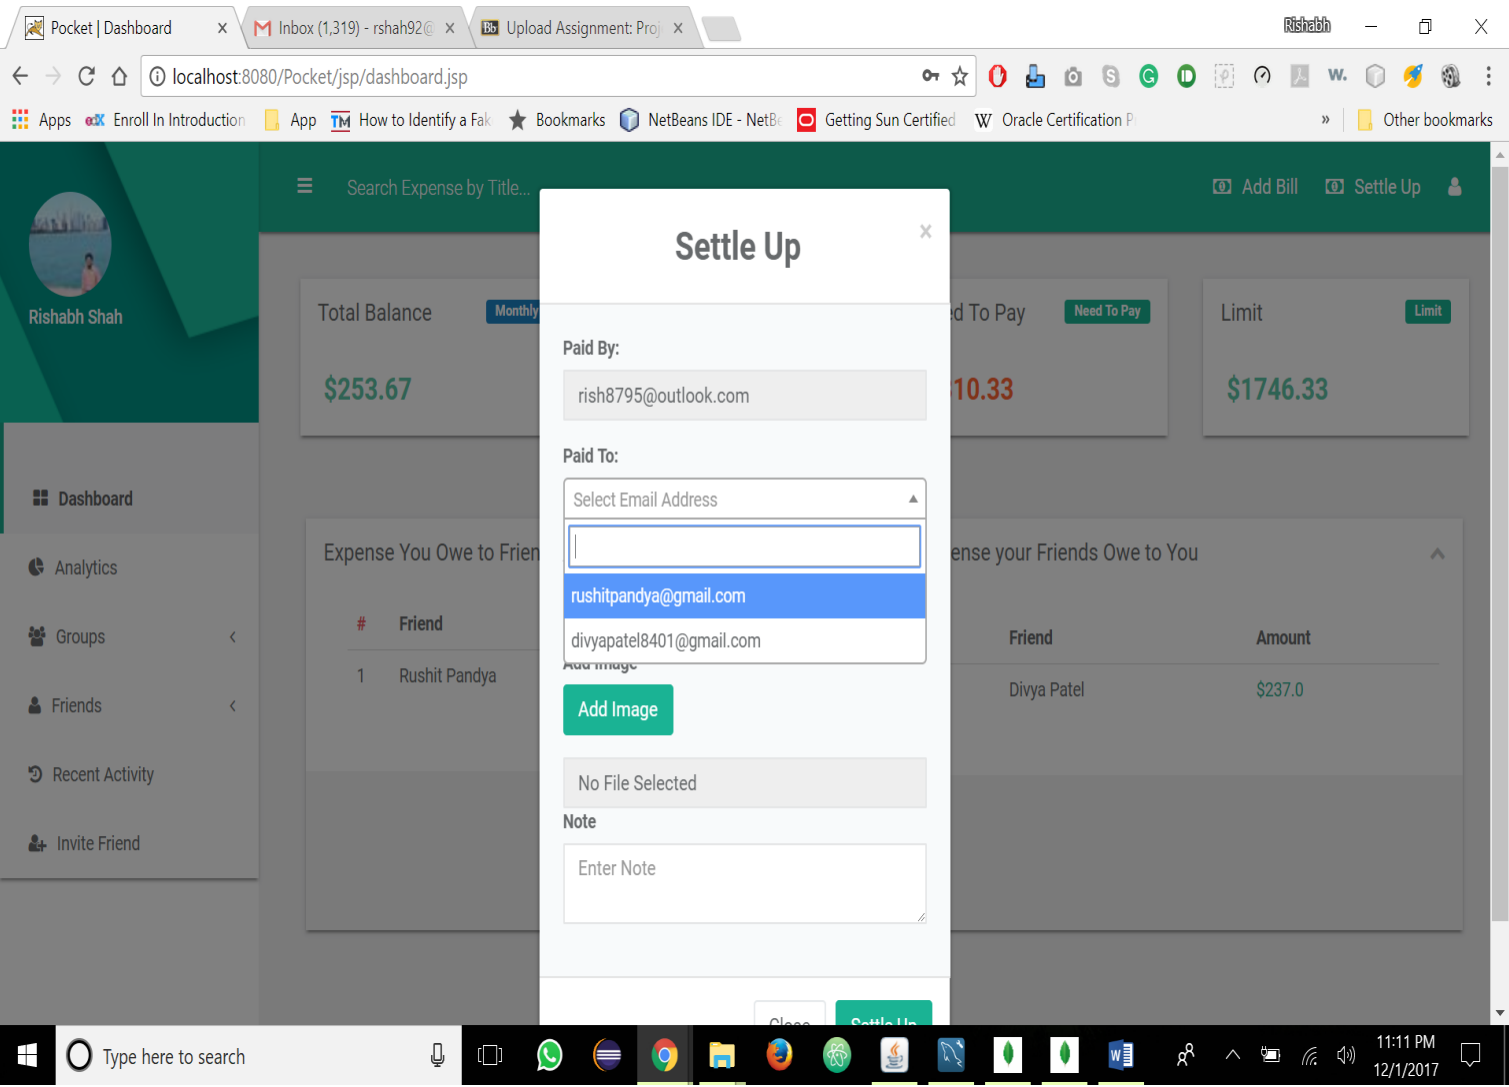 Pocket | Dashboard
Inbox (1,319) - rshah92@
Upload Assignment: Proj
Rishabh
localhost:8080/Pocket/jsp/dashboard.jsp
Apps
Enroll In Introduction
App
How to Identify a Fak
Bookmarks
NetBeans IDE - NetBe
Getting Sun Certified
Oracle Certification P
»
Other bookmarks
Search Expense by Title...
Add Bill
Settle Up
Rishabh Shah
Dashboard
Analytics
Groups
Friends
Recent Activity
Invite Friend
Total Balance
Monthly
$253.67
d To Pay
Need To Pay
10.33
Limit
Limit
$1746.33
Expense You Owe to Frien
# Friend
1 Rushit Pandya
ense your Friends Owe to You
Friend Amount
Divya Patel $237.0
Settle Up
x
Paid By:
rish8795@outlook.com
Paid To:
Select Email Address
rushitpandya@gmail.com
divyapatel8401@gmail.com
Add Image
Add Image
No File Selected
Note
Enter Note
Close
Settle Up
Type here to search
11:11 PM
12/1/2017